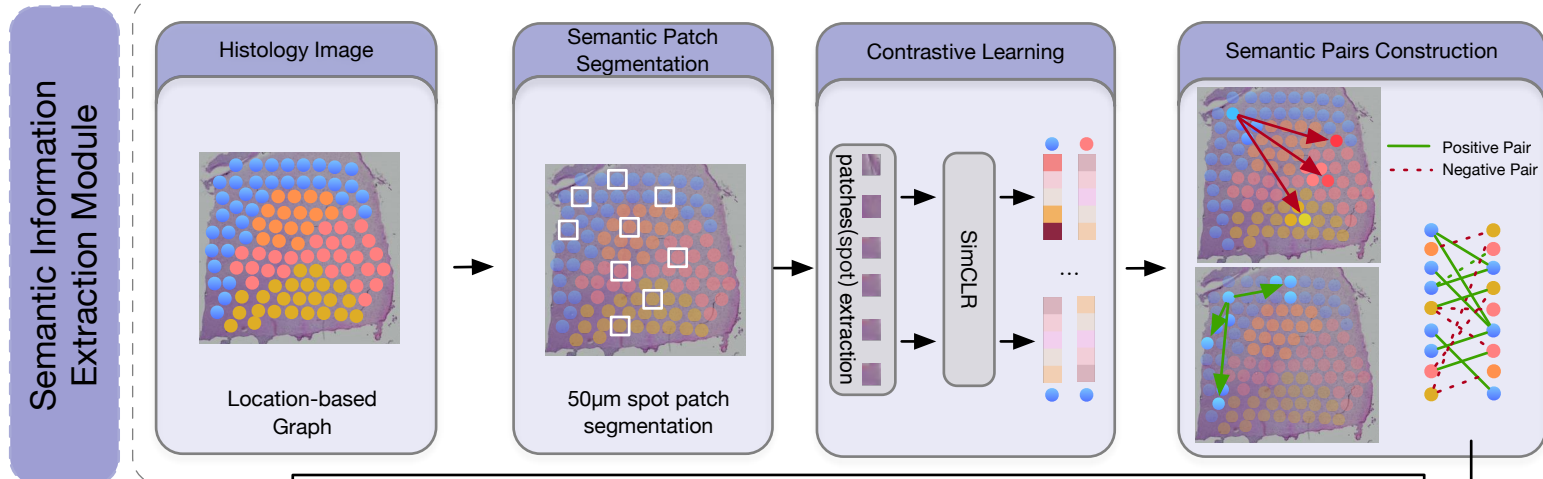 Semantic Information
Extraction Module
Histology Image
Location-based
Graph
Semantic Patch
Segmentation
50µm spot patch
segmentation
Contrastive Learning
patches(spot) extraction
SimCLR
...
Semantic Pairs Construction
Positive Pair
Negative Pair